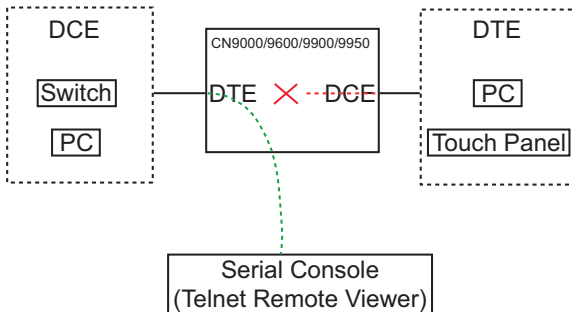 DCE
Switch
PC
CN9000/9600/9900/9950
DTE
DCE
DTE
PC
Touch Panel
Serial Console
(Telnet Remote Viewer)